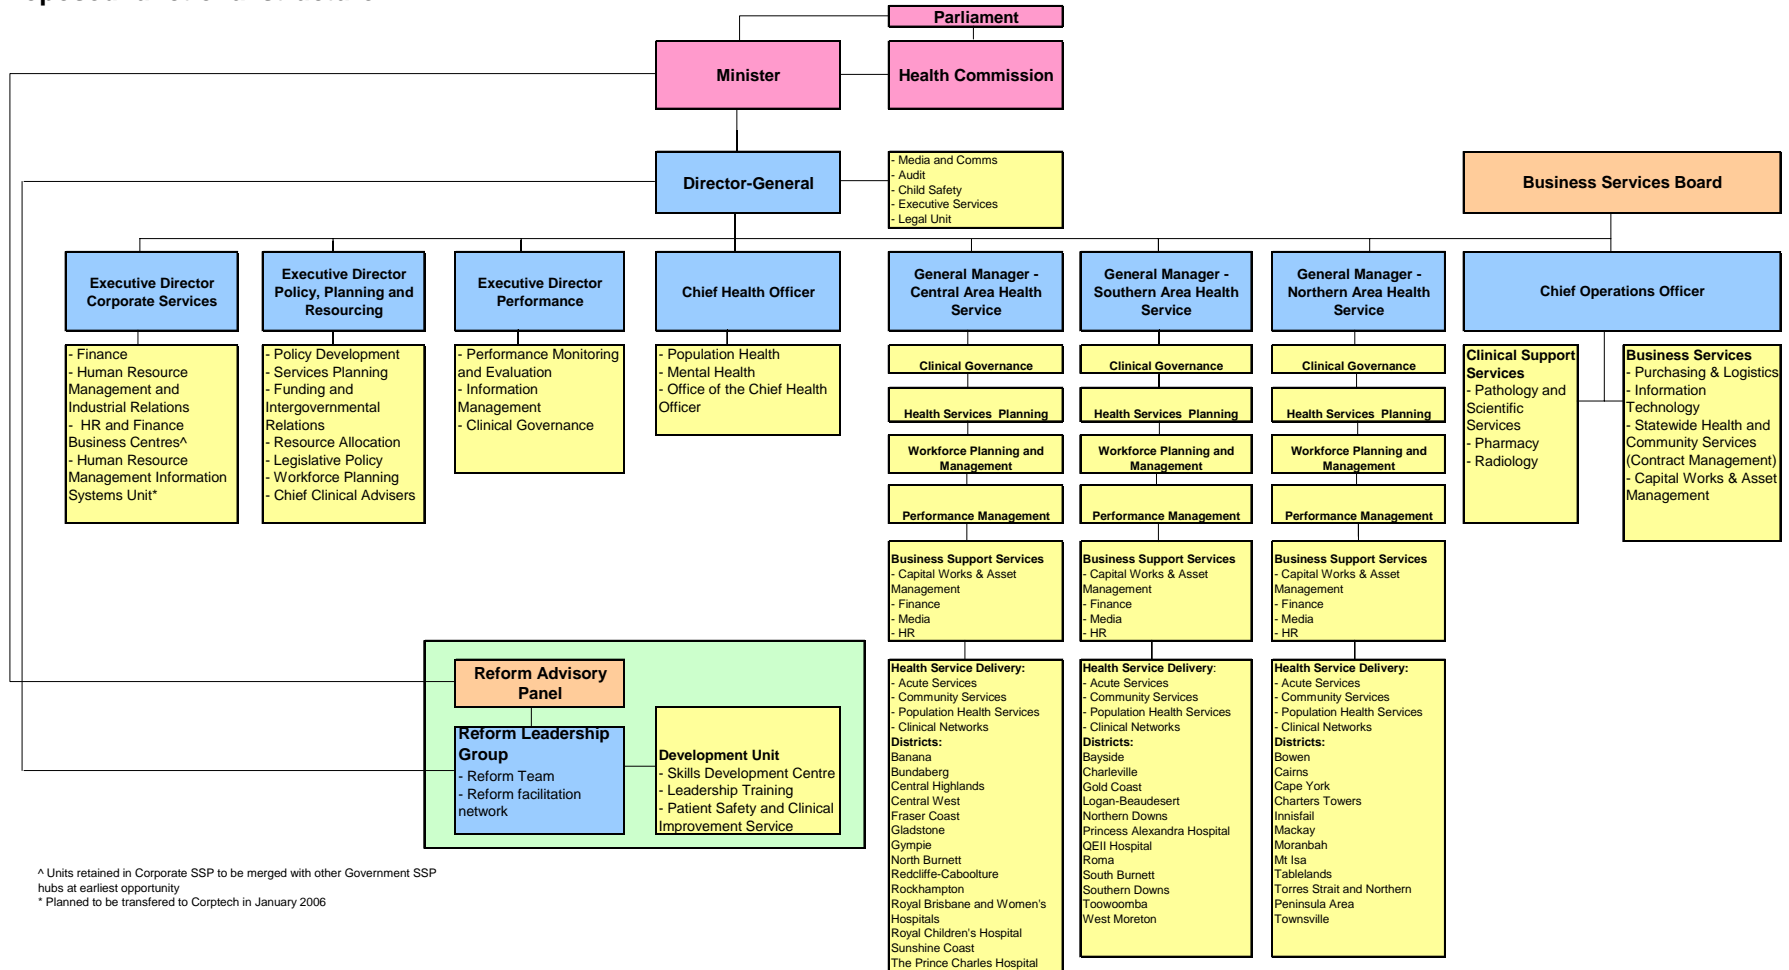 Parliament
Minister
Health Commission
Director-General
- Media and Comms
- Audit
- Child Safety
- Executive Services
- Legal Unit
Business Services Board
Executive Director
Corporate Services
Executive Director
Policy, Planning and
Resourcing
Executive Director
Performance
Chief Health Officer
General Manager -
Central Area Health
Service
General Manager -
Southern Area Health
Service
General Manager -
Northern Area Health
Service
Chief Operations Officer
- Finance
- Human Resource
Management and
Industrial Relations
- HR and Finance
Business Centres^
- Human Resource
Management Information
Systems Unit*
- Policy Development
- Services Planning
- Funding and
Intergovernmental
Relations
- Resource Allocation
- Legislative Policy
- Workforce Planning
- Chief Clinical Advisers
- Performance Monitoring
and Evaluation
- Information
Management
- Clinical Governance
- Population Health
- Mental Health
- Office of the Chief Health
Officer
Clinical Governance
Health Services Planning
Workforce Planning and
Management
Performance Management
Business Support Services
- Capital Works & Asset
Management
- Finance
- Media
- HR
Health Service Delivery:
- Acute Services
- Community Services
- Population Health Services
- Clinical Networks
Districts:
Banana
Bundaberg
Central Highlands
Central West
Fraser Coast
Gladstone
Gympie
North Burnett
Redcliffe-Caboolture
Rockhampton
Royal Brisbane and Women's
Hospitals
Royal Children's Hospital
Sunshine Coast
The Prince Charles Hospital
Clinical Governance
Health Services Planning
Workforce Planning and
Management
Performance Management
Business Support Services
- Capital Works & Asset
Management
- Finance
- Media
- HR
Health Service Delivery:
- Acute Services
- Community Services
- Population Health Services
- Clinical Networks
Districts:
Bayside
Charleville
Gold Coast
Logan-Beaudesert
Northern Downs
Princess Alexandra Hospital
QEII Hospital
Roma
South Burnett
Southern Downs
Toowoomba
West Moreton
Clinical Governance
Health Services Planning
Workforce Planning and
Management
Performance Management
Business Support Services
- Capital Works & Asset
Management
- Finance
- Media
- HR
Health Service Delivery:
- Acute Services
- Community Services
- Population Health Services
- Clinical Networks
Districts:
Bowen
Cairns
Cape York
Charters Towers
Innisfail
Mackay
Moranbah
Mt Isa
Tablelands
Torres Strait and Northern
Peninsula Area
Townsville
Clinical Support
Services
- Pathology and
Scientific
Services
- Pharmacy
- Radiology
Business Services
- Purchasing & Logistics
- Information
Technology
- Statewide Health and
Community Services
(Contract Management)
- Capital Works & Asset
Management
Reform Advisory
Panel
Reform Leadership
Group
- Reform Team
- Reform facilitation
network
Development Unit
- Skills Development Centre
- Leadership Training
- Patient Safety and Clinical
Improvement Service
^ Units retained in Corporate SSP to be merged with other Government SSP
hubs at earliest opportunity
* Planned to be transfered to Corptech in January 2006